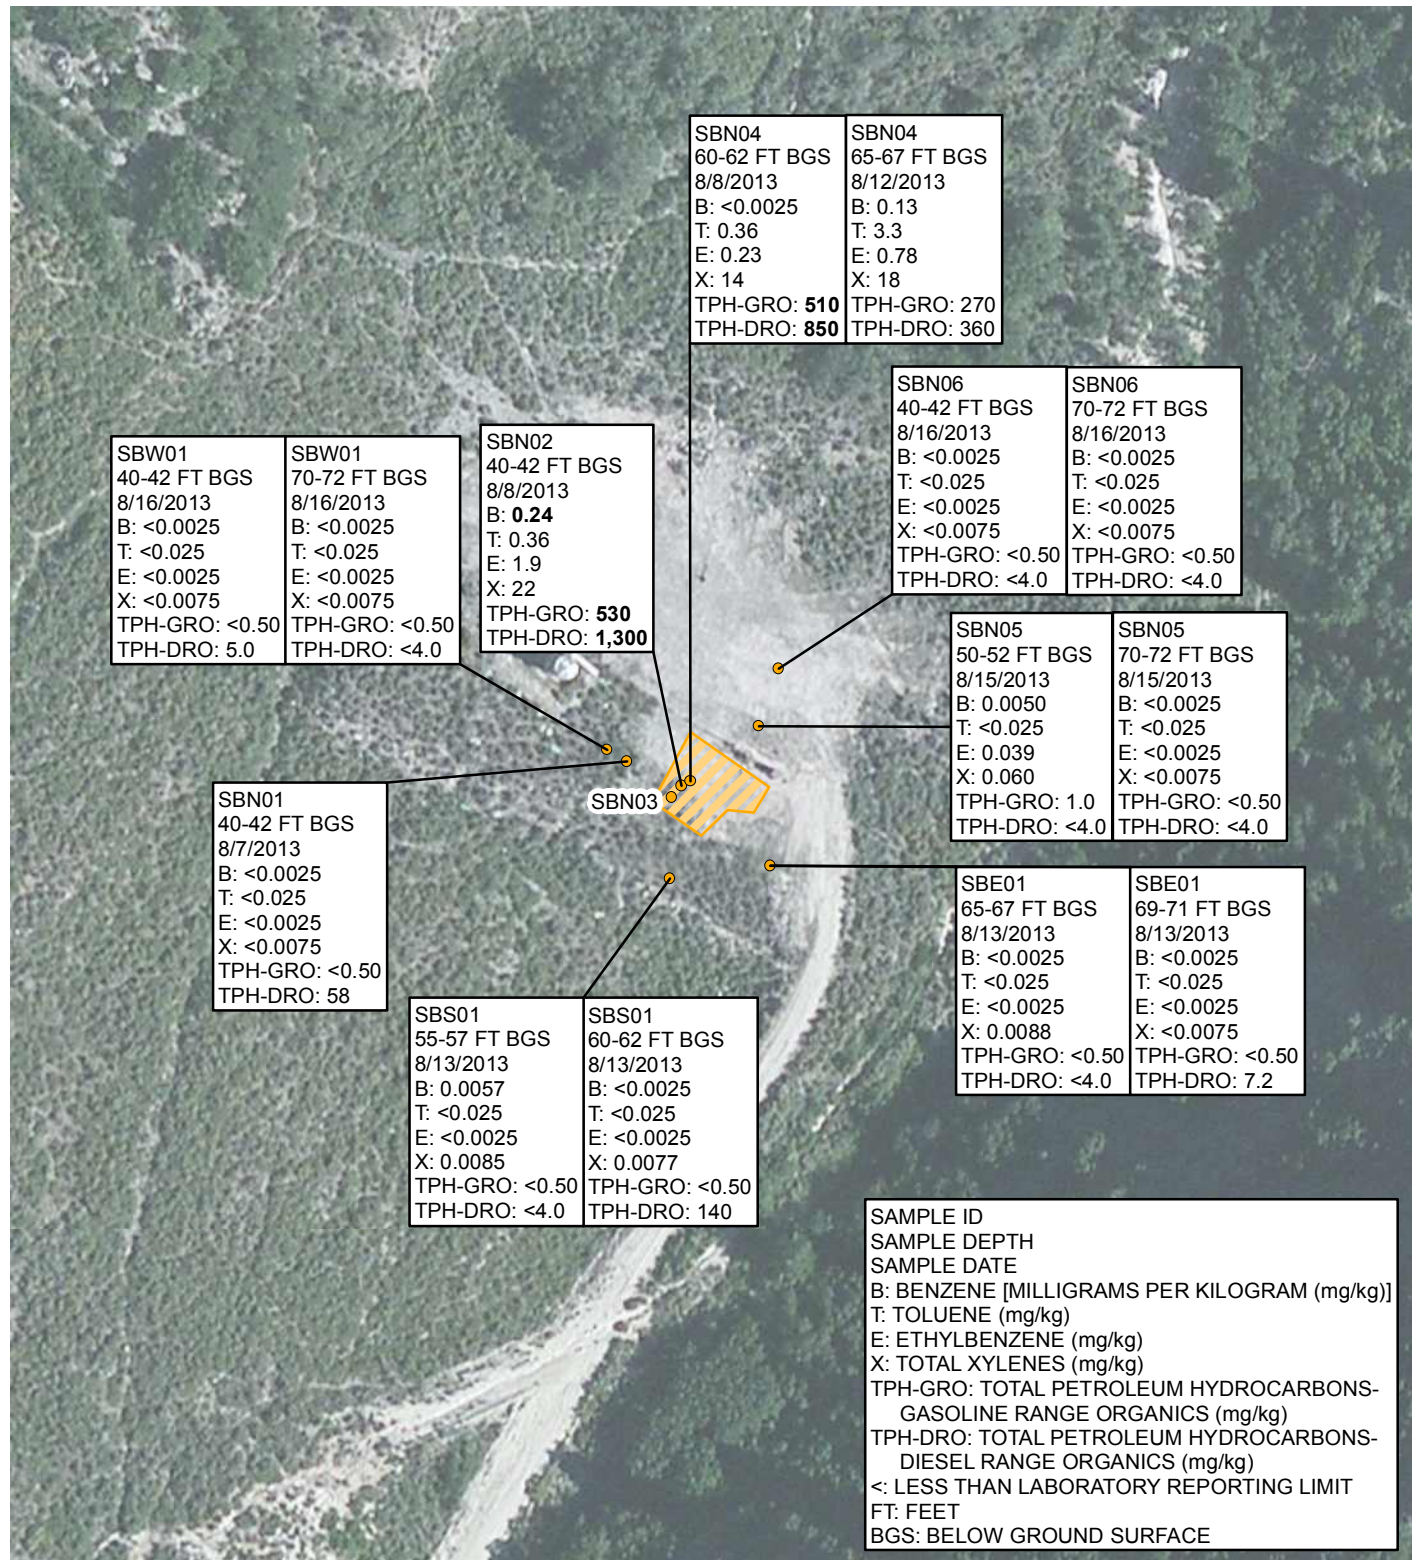 SBN04
60-62 FT BGS
8/8/2013
B: <0.0025
T: 0.36
E: 0.23
X: 14
TPH-GRO: 510
TPH-DRO: 850
SBN04
65-67 FT BGS
8/12/2013
B: 0.13
T: 3.3
E: 0.78
X: 18
TPH-GRO: 270
TPH-DRO: 360
SBN06
40-42 FT BGS
8/16/2013
B: <0.0025
T: <0.025
E: <0.0025
X: <0.0075
TPH-GRO: <0.50
TPH-DRO: <4.0
SBN06
70-72 FT BGS
8/16/2013
B: <0.0025
T: <0.025
E: <0.0025
X: <0.0075
TPH-GRO: <0.50
TPH-DRO: <4.0
SBW01
40-42 FT BGS
8/16/2013
B: <0.0025
T: <0.025
E: <0.0025
X: <0.0075
TPH-GRO: <0.50
TPH-DRO: 5.0
SBW01
70-72 FT BGS
8/16/2013
B: <0.0025
T: <0.025
E: <0.0025
X: <0.0075
TPH-GRO: <0.50
TPH-DRO: <4.0
SBN02
40-42 FT BGS
8/8/2013
B: 0.24
T: 0.36
E: 1.9
X: 22
TPH-GRO: 530
TPH-DRO: 1,300
SBN05
50-52 FT BGS
8/15/2013
B: 0.0050
T: <0.025
E: 0.039
X: 0.060
TPH-GRO: 1.0
TPH-DRO: <4.0
SBN05
70-72 FT BGS
8/15/2013
B: <0.0025
T: <0.025
E: <0.0025
X: <0.0075
TPH-GRO: <0.50
TPH-DRO: <4.0
SBN03
SBN01
40-42 FT BGS
8/7/2013
B: <0.0025
T: <0.025
E: <0.0025
X: <0.0075
TPH-GRO: <0.50
TPH-DRO: 58
SBE01
65-67 FT BGS
8/13/2013
B: <0.0025
T: <0.025
E: <0.0025
X: 0.0088
TPH-GRO: <0.50
TPH-DRO: <4.0
SBE01
69-71 FT BGS
8/13/2013
B: <0.0025
T: <0.025
E: <0.0025
X: <0.0075
TPH-GRO: <0.50
TPH-DRO: 7.2
SBS01
55-57 FT BGS
8/13/2013
B: 0.0057
T: <0.025
E: <0.0025
X: 0.0085
TPH-GRO: <0.50
TPH-DRO: <4.0
SBS01
60-62 FT BGS
8/13/2013
B: <0.0025
T: <0.025
E: <0.0025
X: 0.0077
TPH-GRO: <0.50
TPH-DRO: 140
SAMPLE ID
SAMPLE DEPTH
SAMPLE DATE
B: BENZENE [MILLIGRAMS PER KILOGRAM (mg/kg)]
T: TOLUENE (mg/kg)
E: ETHYLBENZENE (mg/kg)
X: TOTAL XYLENES (mg/kg)
TPH-GRO: TOTAL PETROLEUM HYDROCARBONS-
GASOLINE RANGE ORGANICS (mg/kg)
TPH-DRO: TOTAL PETROLEUM HYDROCARBONS-
DIESEL RANGE ORGANICS (mg/kg)
<: LESS THAN LABORATORY REPORTING LIMIT
FT: FEET
BGS: BELOW GROUND SURFACE